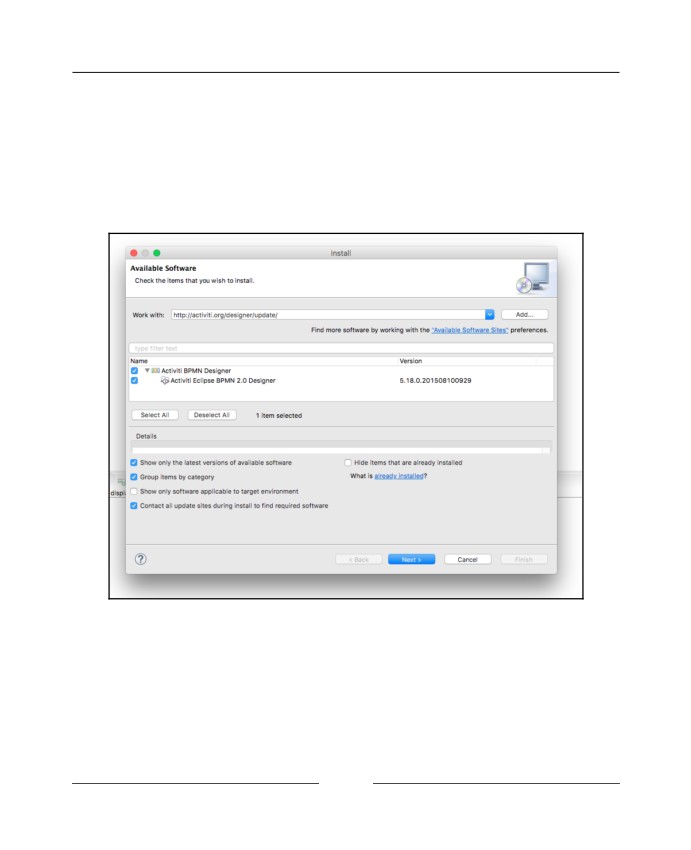 Install
Available Software
Check the items that you wish to install.
Work with: http://activiti.org/designer/update/ Add...
Find more software by working with the "Available Software Sites" preferences.
type filter text
Name Version
Activiti BPMN Designer
Activiti Eclipse BPMN 2.0 Designer 5.18.0.201508100929
Select All Deselect All 1 item selected
Details
Show only the latest versions of available software Hide items that are already installed
Group items by category What is already installed?
Show only software applicable to target environment
Contact all update sites during install to find required software
? < Back Next > Cancel Finish